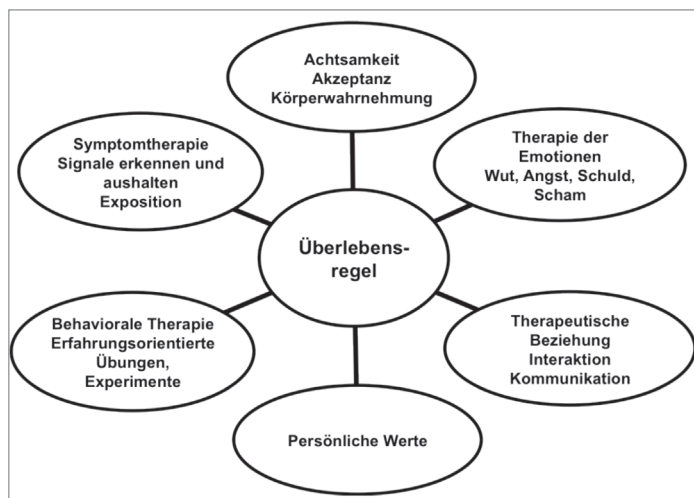 Achtsamkeit
Akzeptanz
Körperwahrnehmung
Symptomtherapie
Signale erkennen und
aushalten
Exposition
Therapie der
Emotionen
Wut, Angst, Schuld,
Scham
Überlebens-
regel
Behaviorale Therapie
Erfahrungsorientierte
Übungen,
Experimente
Therapeutische
Beziehung
Interaktion
Kommunikation
Persönliche Werte